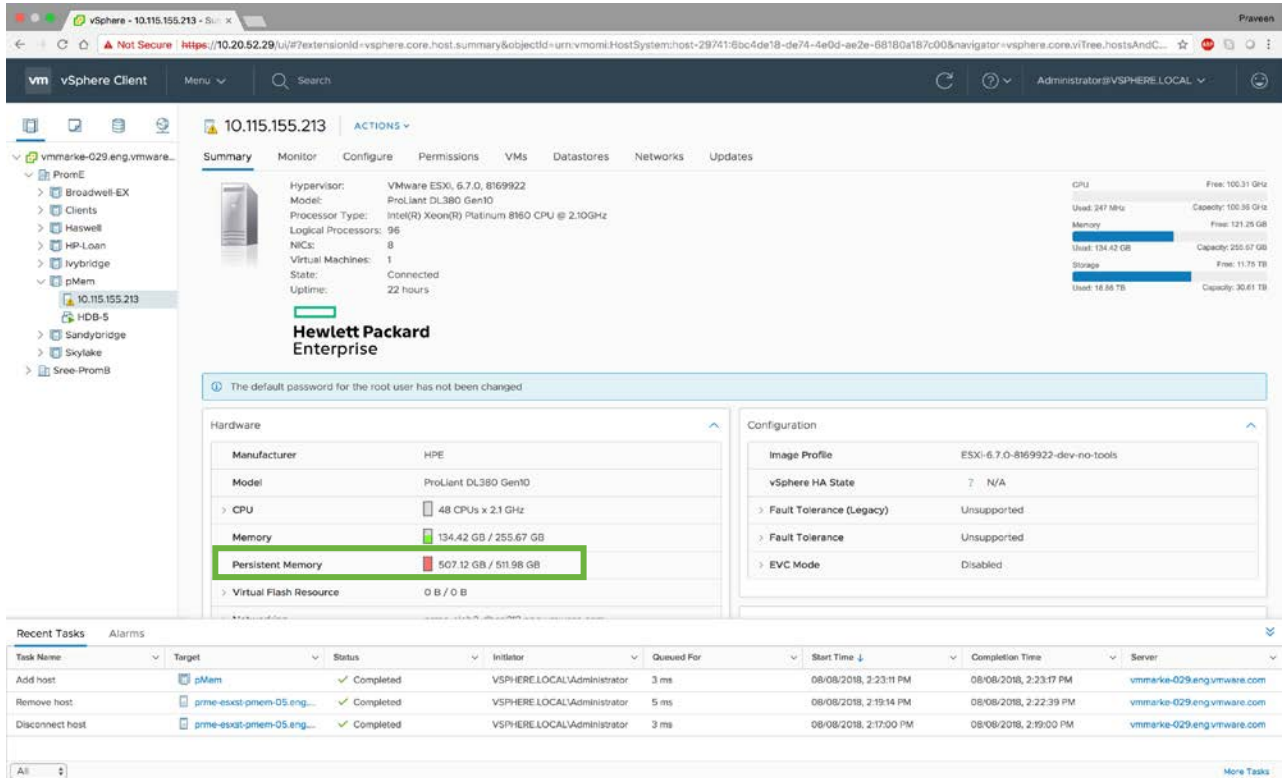 vSphere - 10.115.155.213 - Su
Praveen
Not Secure https://10.20.52.29/ui/#?extensionId=vsphere.core.host.summary&objectId=urn:vmomi:HostSystem:host-29741:6bc4de18-de74-4e0d-ae2e-68180a187c00&navigator=vsphere.core.viTree.hostsAndC...
vm vSphere Client Menu Search Administrator@VSPHERE.LOCAL
10.115.155.213 ACTIONS
vmmarke-029.eng.vmware...
PromE
Broadwell-EX
Clients
Haswell
HP-Loan
Ivybridge
pMem
10.115.155.213
HDB-5
Sandybridge
Skylake
Sree-PromB
Summary Monitor Configure Permissions VMs Datastores Networks Updates
Hypervisor: VMware ESXi, 6.7.0, 8169922
Model: ProLiant DL380 Gen10
Processor Type: Intel(R) Xeon(R) Platinum 8160 CPU @ 2.10GHz
Logical Processors: 96
NICs: 8
Virtual Machines: 1
State: Connected
Uptime: 22 hours
Hewlett Packard
Enterprise
CPU Free: 100.31 GHz
Used: 247 MHz Capacity: 100.56 GHz
Memory Free: 121.25 GB
Used: 134.42 GB Capacity: 255.67 GB
Storage Free: 11.75 TB
Used: 18.86 TB Capacity: 30.61 TB
The default password for the root user has not been changed
Hardware
Manufacturer HPE
Model ProLiant DL380 Gen10
CPU 48 CPUs x 2.1 GHz
Memory 134.42 GB / 255.67 GB
Persistent Memory 507.12 GB / 511.98 GB
Virtual Flash Resource 0 B / 0 B
Configuration
Image Profile ESXi-6.7.0-8169922-dev-no-tools
vSphere HA State ? N/A
Fault Tolerance (Legacy) Unsupported
Fault Tolerance Unsupported
EVC Mode Disabled
Recent Tasks Alarms
Task Name Target Status Initiator Queued For Start Time Completion Time Server
Add host pMem Completed VSPHERE.LOCAL\Administrator 3 ms 08/08/2018, 2:23:11 PM 08/08/2018, 2:23:17 PM vmmarke-029.eng.vmware.com
Remove host prme-esxst-pmem-05.eng.... Completed VSPHERE.LOCAL\Administrator 5 ms 08/08/2018, 2:19:14 PM 08/08/2018, 2:22:39 PM vmmarke-029.eng.vmware.com
Disconnect host prme-esxst-pmem-05.eng.... Completed VSPHERE.LOCAL\Administrator 3 ms 08/08/2018, 2:17:00 PM 08/08/2018, 2:19:00 PM vmmarke-029.eng.vmware.com
All More Tasks